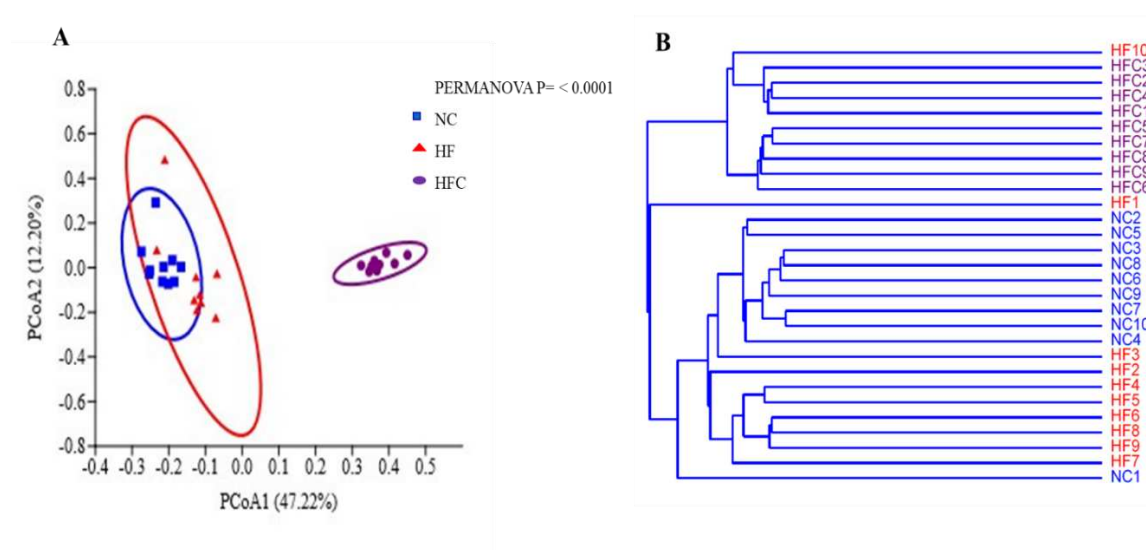 A
PERMANOVA P= < 0.0001
NC
HF
HFC
0.8
0.6
0.4
0.2
0.0
-0.2
-0.4
-0.6
-0.8
-0.4 -0.3 -0.2 -0.1 0.0 0.1 0.2 0.3 0.4 0.5
PCoA1 (47.22%)
PCoA2 (12.20%)
B
HF10
HFC3
HFC2
HFC4
HFC
HFC5
HFC7
HFC8
HFC9
HFC6
HF1
NC2
NC5
NC3
NC8
NC6
NC9
NC7
NC10
NC4
HF3
HF2
HF4
HF5
HF6
HF8
HF9
HF7
NC1